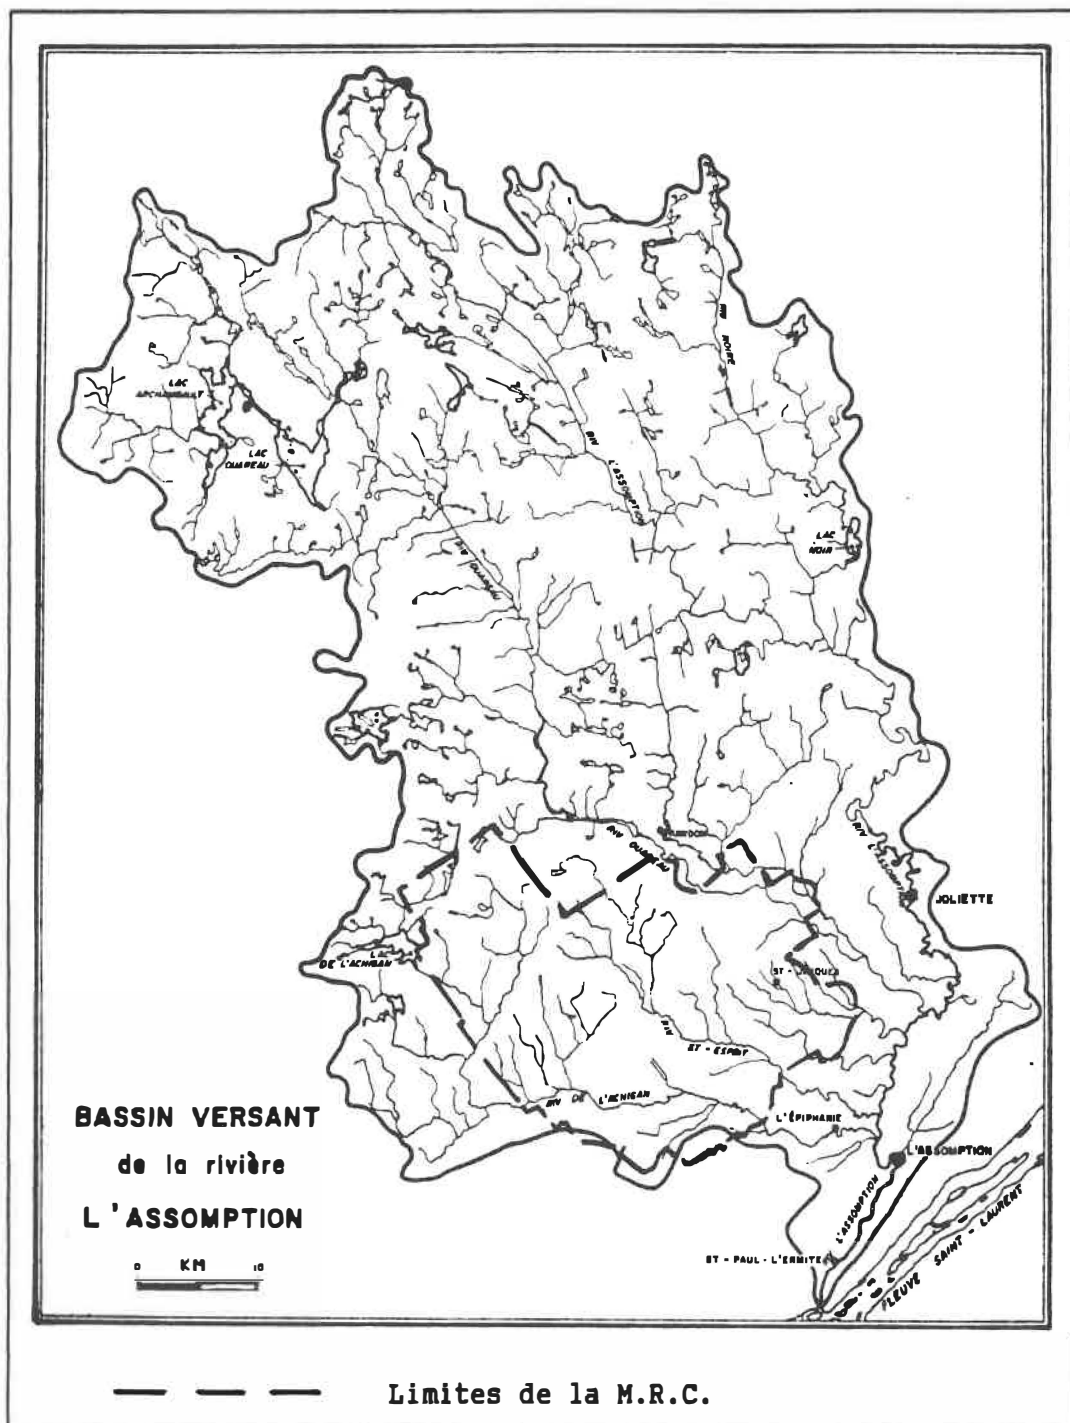 RIV NOIRE
LAC
ARCHAMBAULT
LAC
OUAREAU
RIV L'ASSOMPTION
LAC
NOIR
RIV OUAREAU
RIV OUAREAU
RAWDON
RIV L'ASSOMPTION
JOLIETTE
LAC
DE L'ACHIGAN
ST - JACQUES
RIV ST - ESPRIT
RIV DE L'ACHIGAN
L'ÉPIPHANIE
BASSIN VERSANT
de la rivière
L'ASSOMPTION
L'ASSOMPTION
L'ASSOMPTION
ST - PAUL - L'ERMITE
FLEUVE SAINT - LAURENT
0 KM 10
Limites de la M.R.C.